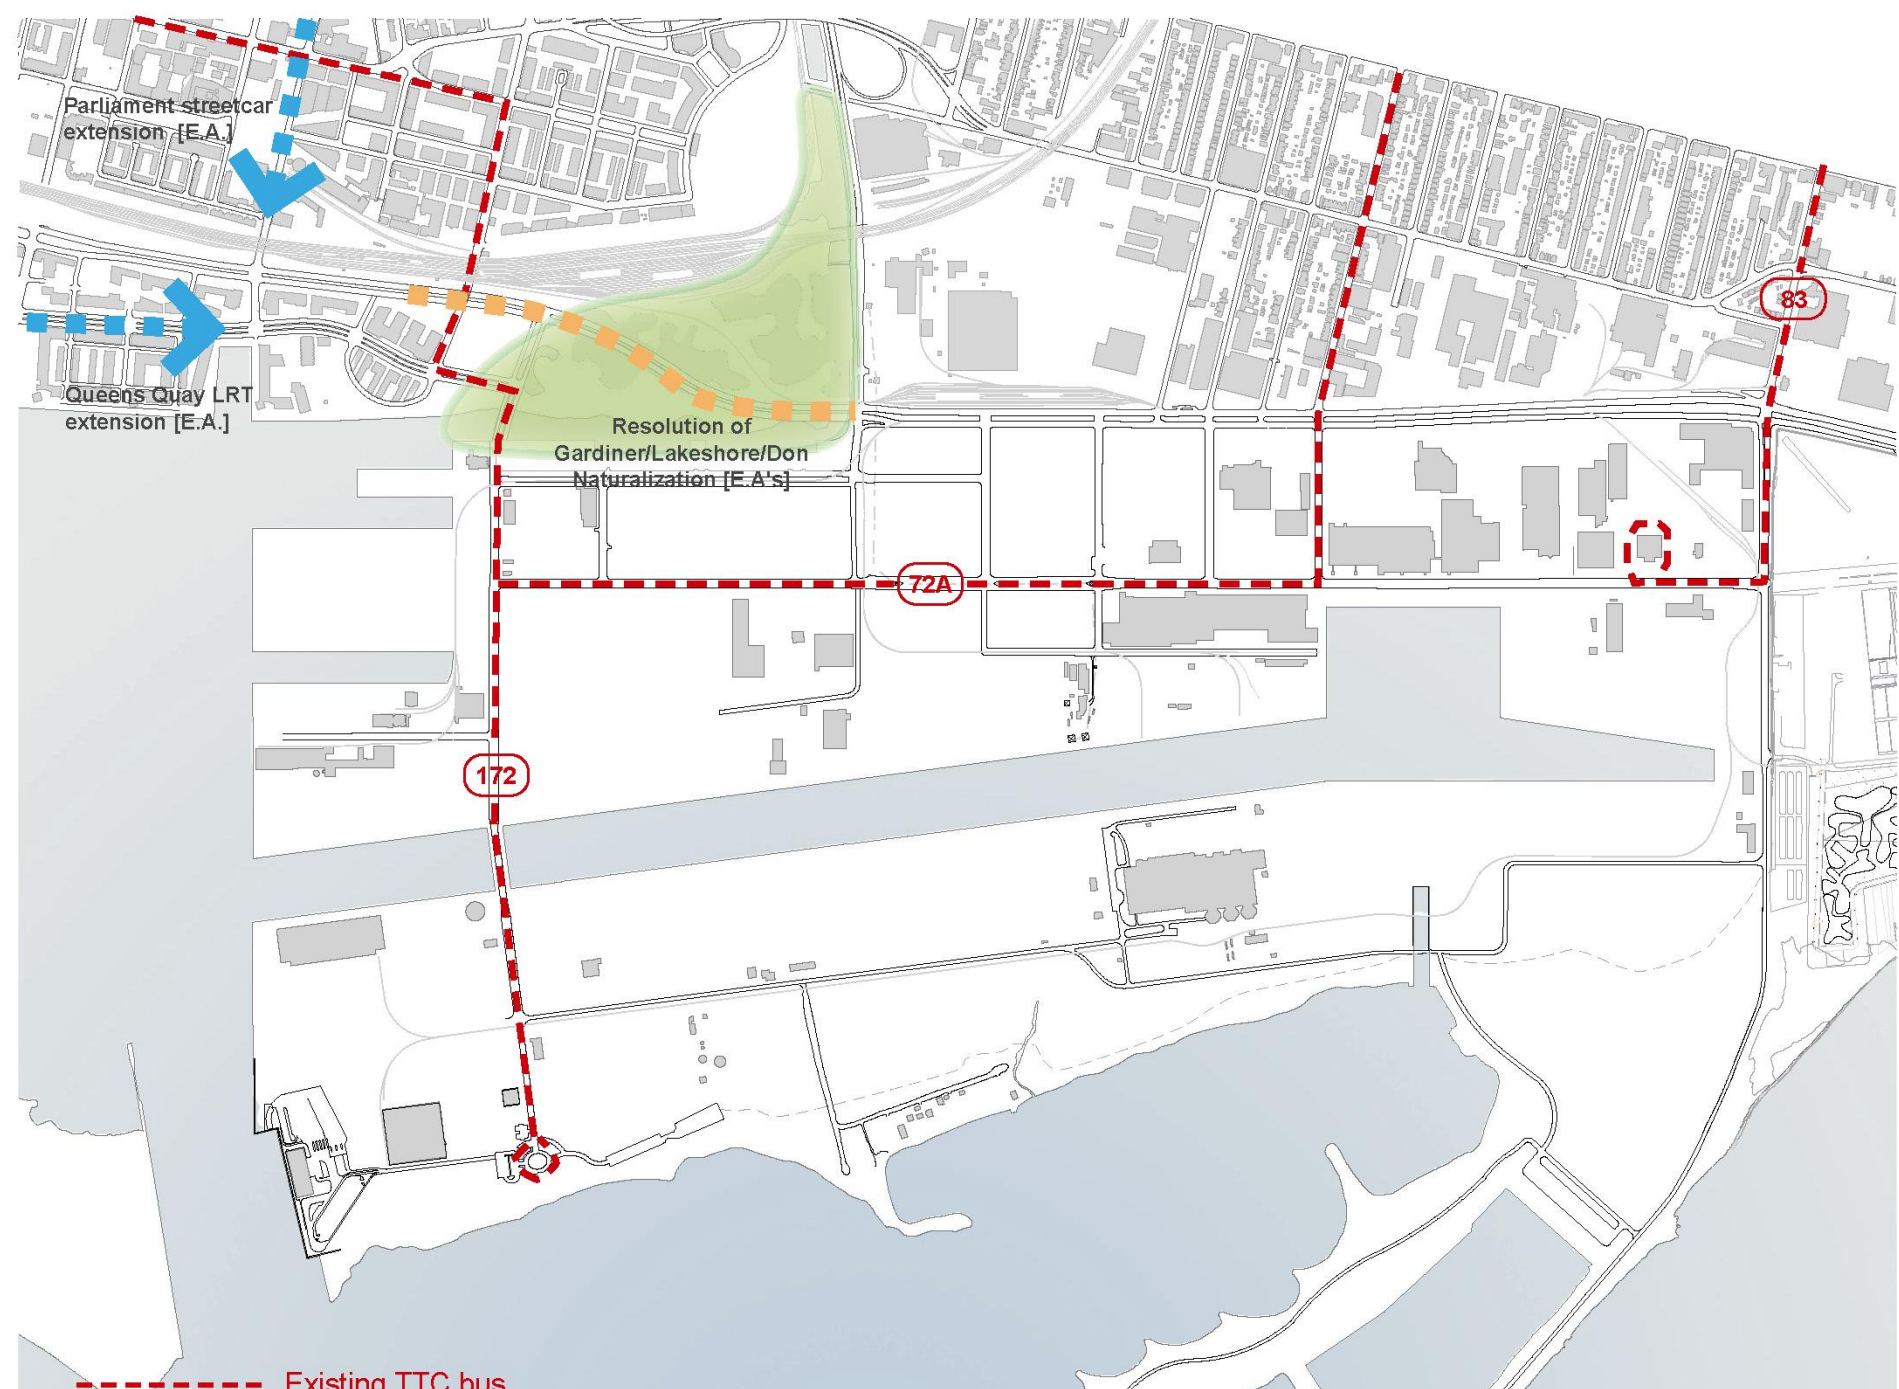 Parliament streetcar
extension [E.A.]
83
Queens Quay LRT
extension [E.A.]
Resolution of
Gardiner/Lakeshore/Don
Naturalization [E.A's]
72A
172
Existing TTC bus